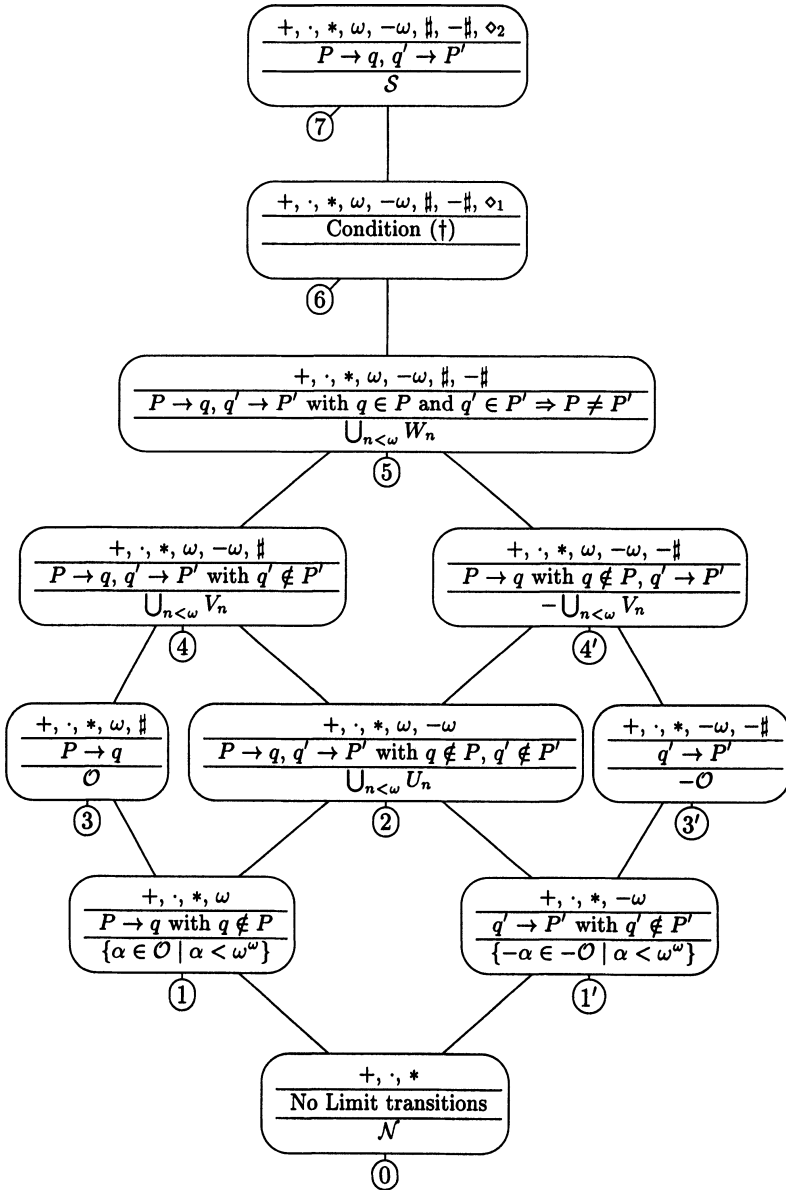 +, ·, *, ω, −ω, ♯, −♯, ⋄₂
P → q, q′ → P′
𝒮
7
+, ·, *, ω, −ω, ♯, −♯, ⋄₁
Condition (†)
6
+, ·, *, ω, −ω, ♯, −♯
P → q, q′ → P′ with q ∈ P and q′ ∈ P′ ⇒ P ≠ P′
⋃ₙ<ω Wₙ
5
+, ·, *, ω, −ω, ♯
P → q, q′ → P′ with q′ ∉ P′
⋃ₙ<ω Vₙ
4
+, ·, *, ω, −ω, −♯
P → q with q ∉ P, q′ → P′
−⋃ₙ<ω Vₙ
4′
+, ·, *, ω, ♯
P → q
𝒪
3
+, ·, *, ω, −ω
P → q, q′ → P′ with q ∉ P, q′ ∉ P′
⋃ₙ<ω Uₙ
2
+, ·, *, −ω, −♯
q′ → P′
−𝒪
3′
+, ·, *, ω
P → q with q ∉ P
{α ∈ 𝒪 | α < ω^ω}
1
+, ·, *, −ω
q′ → P′ with q′ ∉ P′
{−α ∈ −𝒪 | α < ω^ω}
1′
+, ·, *
No Limit transitions
𝒩
0